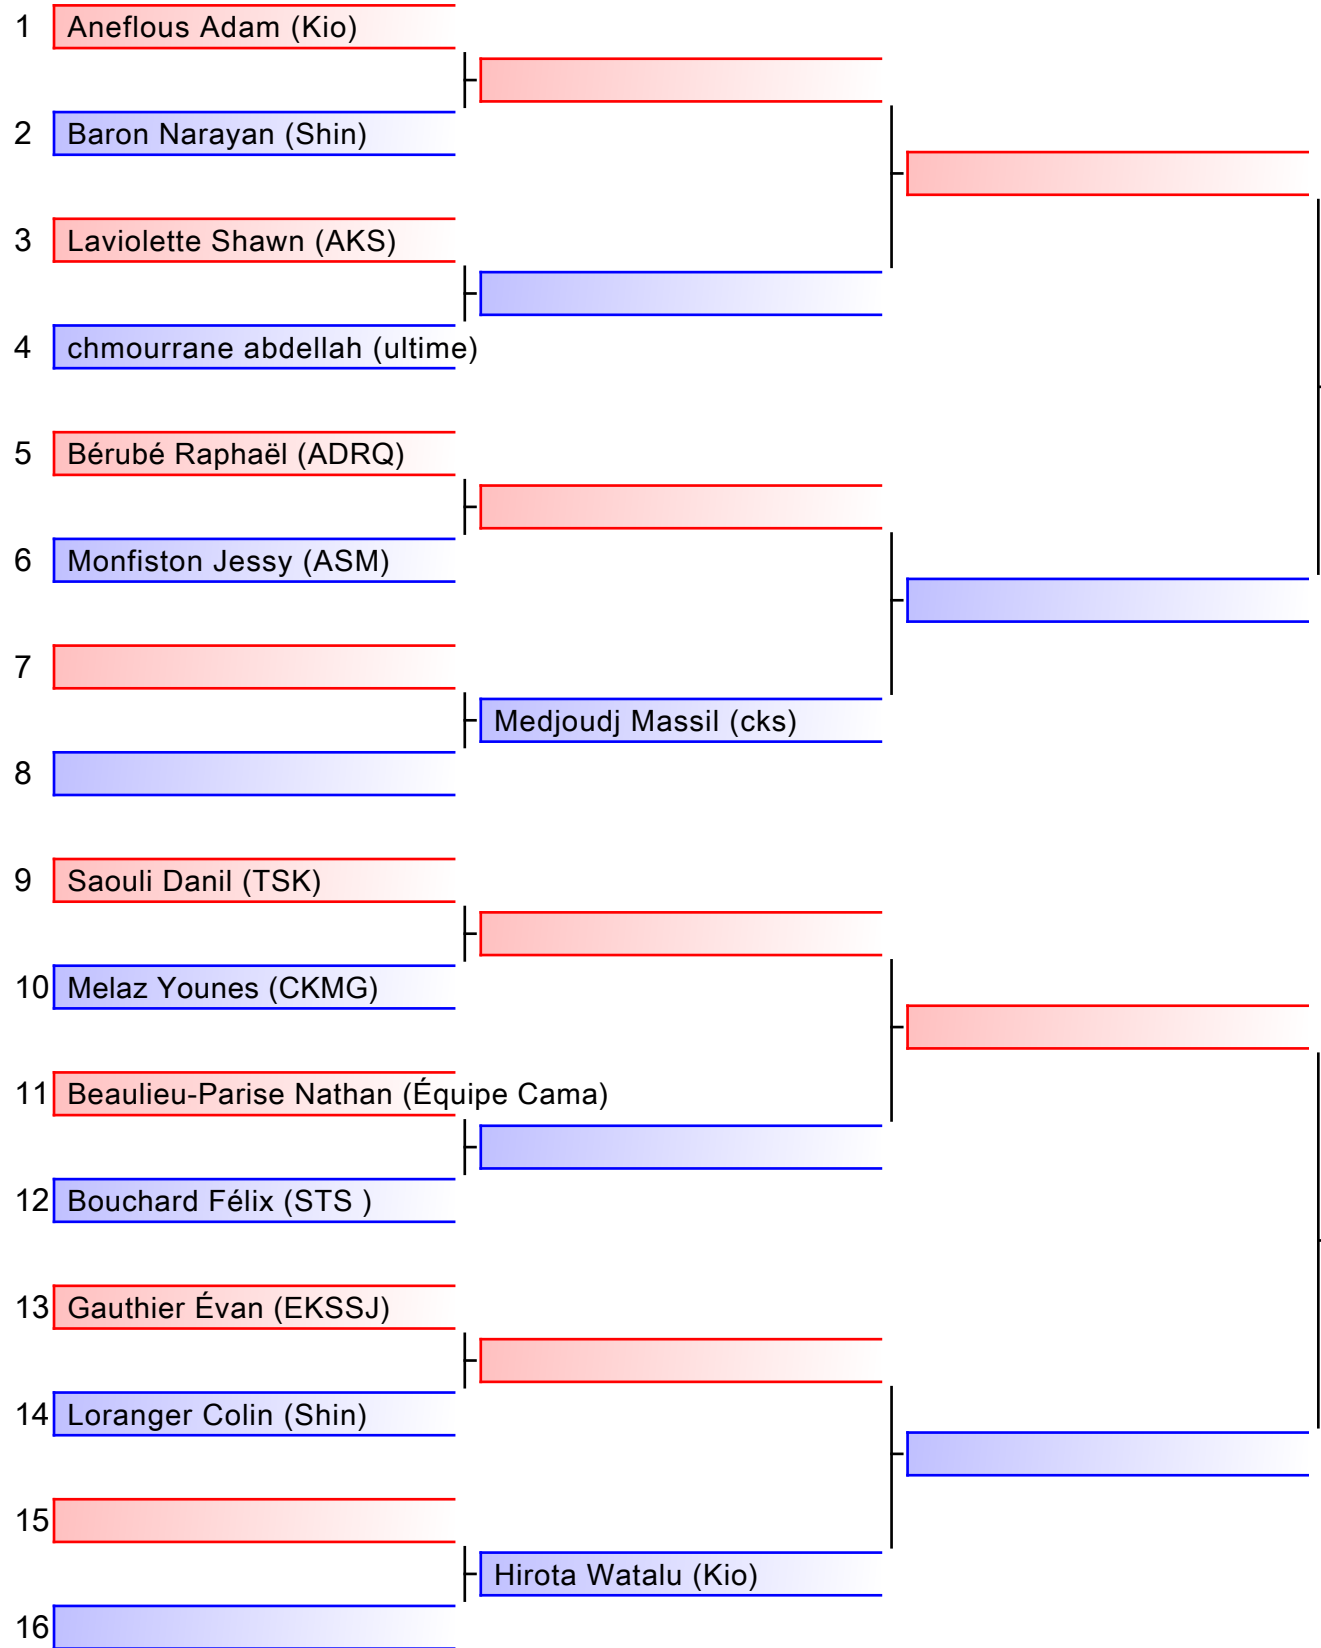 1 Aneflous Adam (Kio)
2 Baron Narayan (Shin)
3 Laviolette Shawn (AKS)
4 chmourrane abdellah (ultime)
5 Bérubé Raphaël (ADRQ)
6 Monfiston Jessy (ASM)
7
Medjoudj Massil (cks)
8
9 Saouli Danil (TSK)
10 Melaz Younes (CKMG)
11 Beaulieu-Parise Nathan (Équipe Cama)
12 Bouchard Félix (STS )
13 Gauthier Évan (EKSSJ)
14 Loranger Colin (Shin)
15
Hirota Watalu (Kio)
16